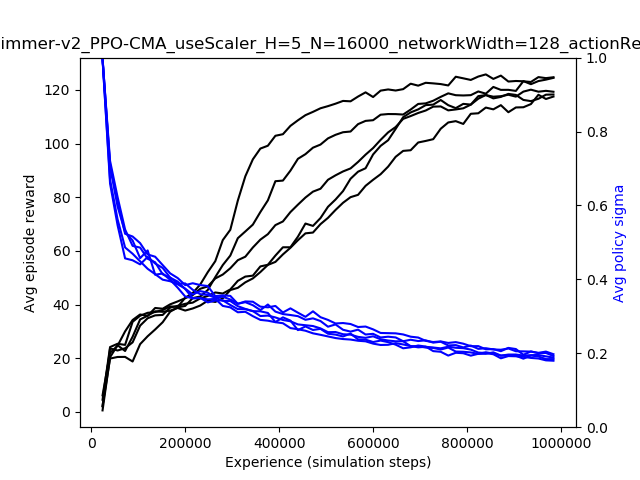 immer-v2_PPO-CMA_useScaler_H=5_N=16000_networkWidth=128_actionRe
120
100
80
60
40
20
0
Avg episode reward
1.0
0.8
0.6
0.4
0.2
0.0
Avg policy sigma
0 200000 400000 600000 800000 1000000
Experience (simulation steps)